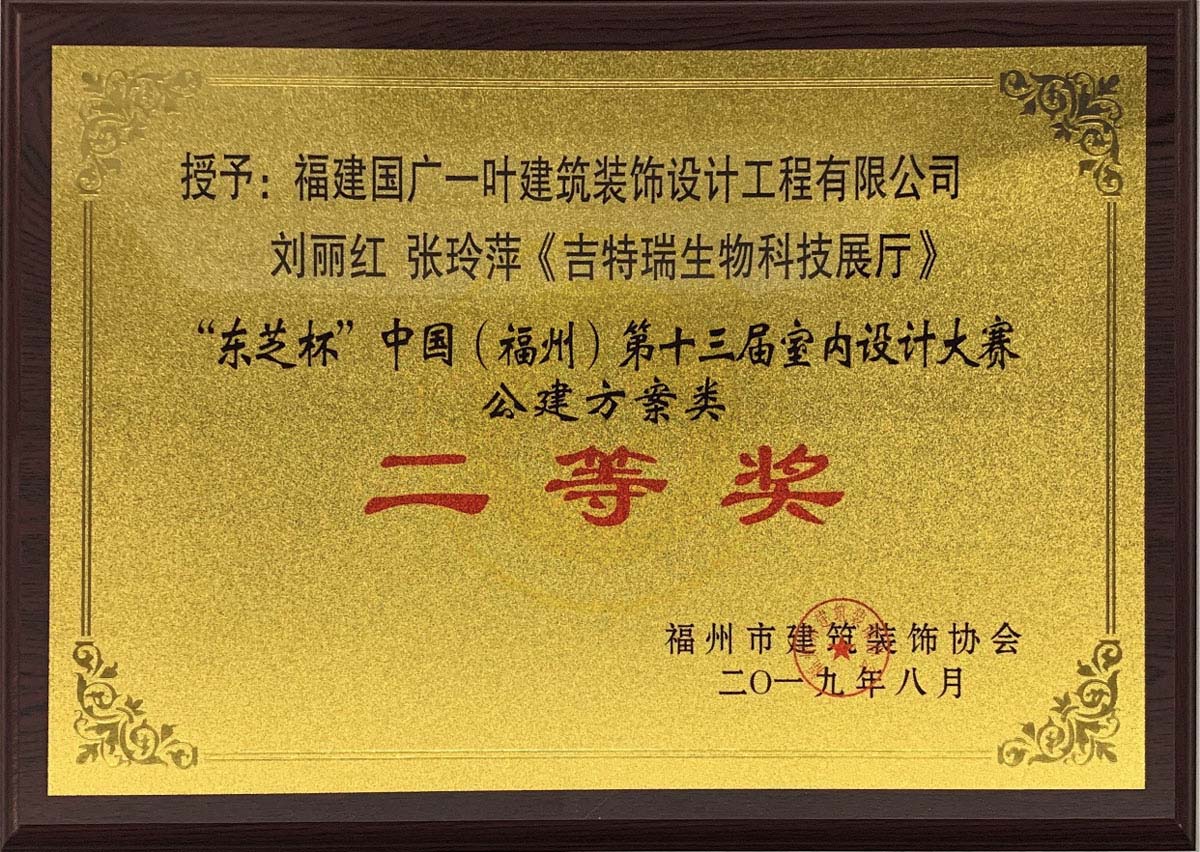 授予：福建国广一叶建筑装饰设计工程有限公司
刘丽红 张玲萍《吉特瑞生物科技展厅》
“东芝杯”中国（福州）第十三届室内设计大赛
公建方案类
二等奖
福州市建筑装饰协会
二〇一九年八月